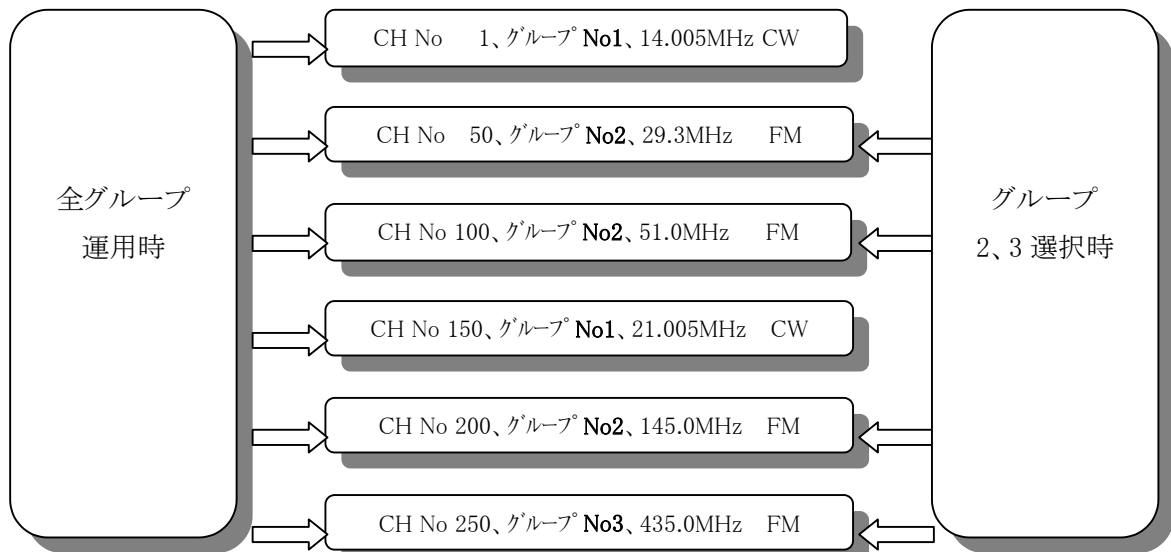 全グループ
運用時
CH No 1、グループ No1、14.005MHz CW
CH No 50、グループ No2、29.3MHz FM
CH No 100、グループ No2、51.0MHz FM
CH No 150、グループ No1、21.005MHz CW
CH No 200、グループ No2、145.0MHz FM
CH No 250、グループ No3、435.0MHz FM
グループ
2、3 選択時